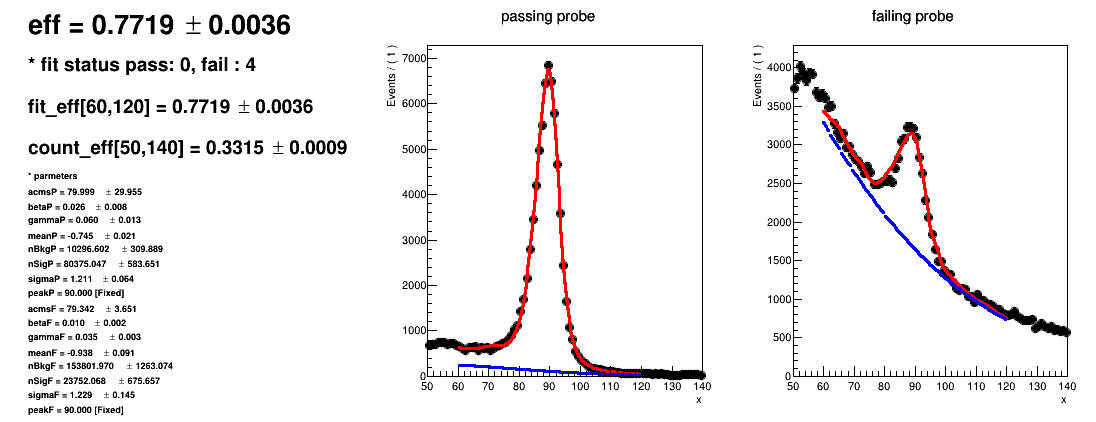 eff = 0.7719 ± 0.0036
* fit status pass: 0, fail : 4
fit_eff[60,120] = 0.7719 ± 0.0036
count_eff[50,140] = 0.3315 ± 0.0009
* parmeters
acmsP = 79.999 ± 29.955
betaP = 0.026 ± 0.008
gammaP = 0.060 ± 0.013
meanP = -0.745 ± 0.021
nBkgP = 10296.602 ± 309.889
nSigP = 80375.047 ± 583.651
sigmaP = 1.211 ± 0.064
peakP = 90.000 [Fixed]
acmsF = 79.342 ± 3.651
betaF = 0.010 ± 0.002
gammaF = 0.035 ± 0.003
meanF = -0.938 ± 0.091
nBkgF = 153801.970 ± 1263.074
nSigF = 23752.068 ± 675.657
sigmaF = 1.229 ± 0.145
peakF = 90.000 [Fixed]
passing probe
Events / ( 1 )
7000
6000
5000
4000
3000
2000
1000
0
50 60 70 80 90 100 110 120 130 140
x
failing probe
Events / ( 1 )
4000
3500
3000
2500
2000
1500
1000
500
0
50 60 70 80 90 100 110 120 130 140
x